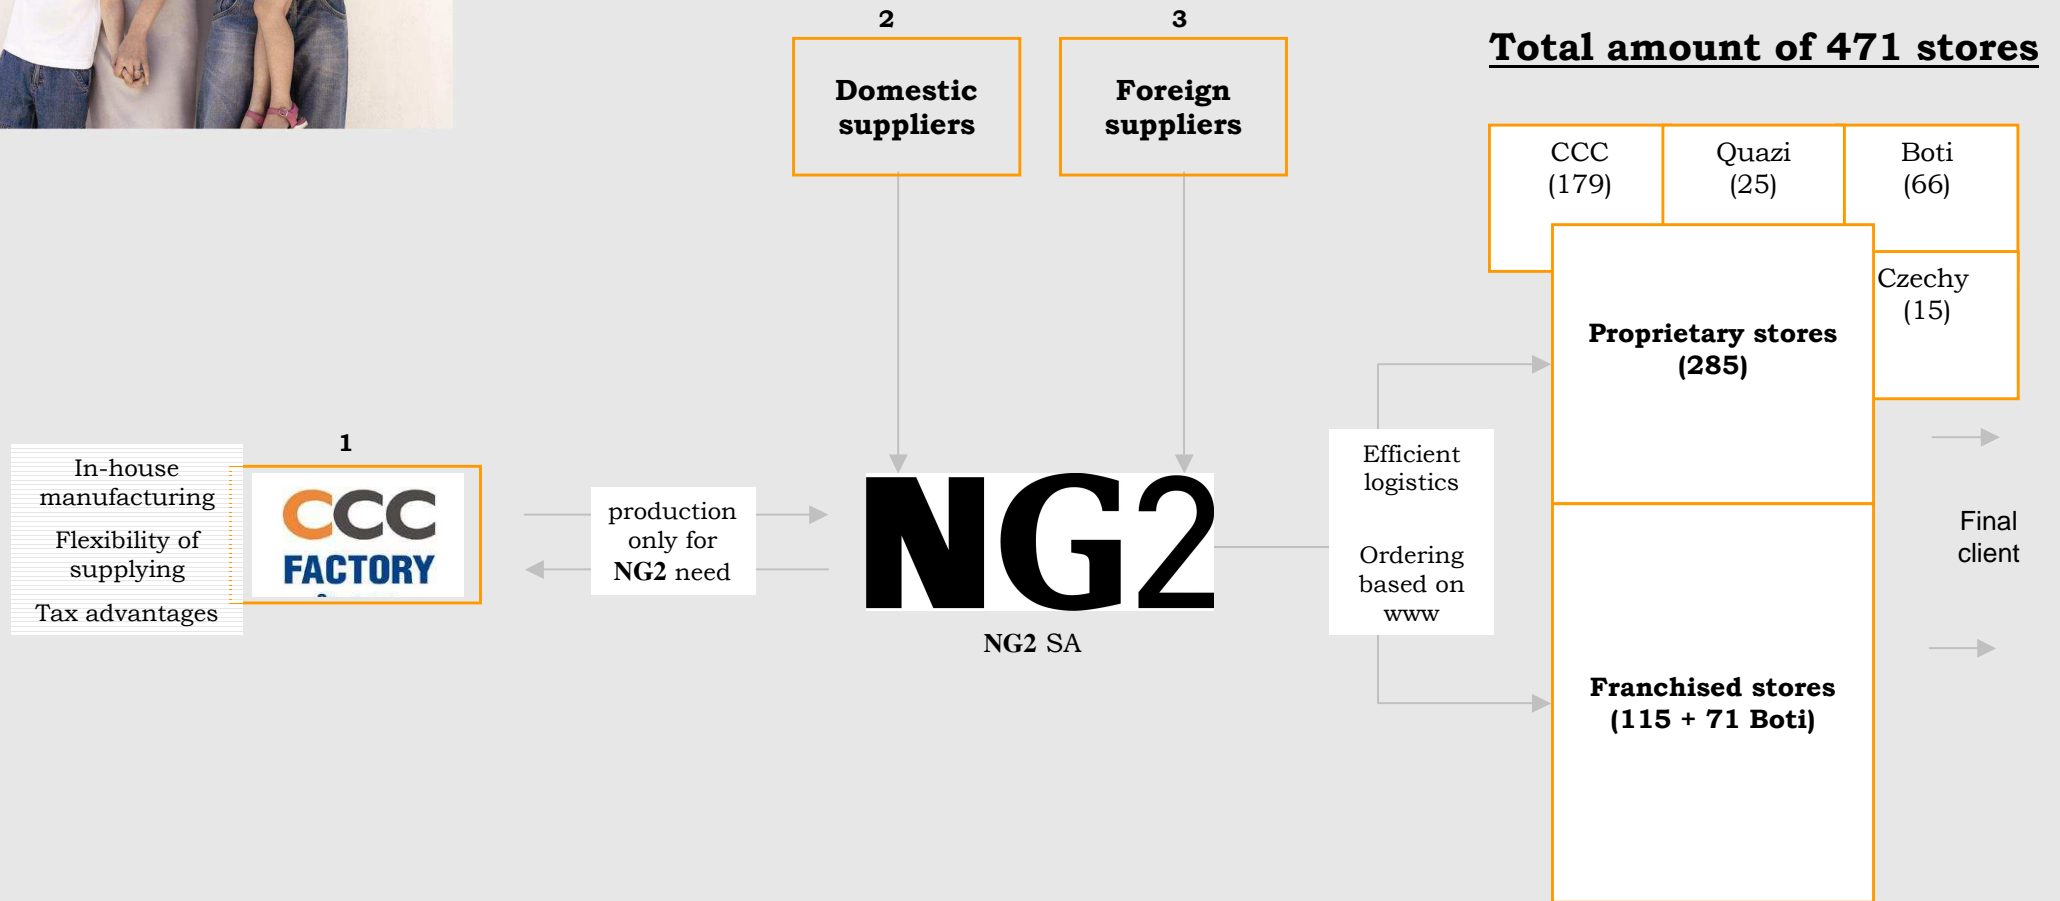 2
3
Total amount of 471 stores
Domestic
suppliers
Foreign
suppliers
CCC
(179)
Quazi
(25)
Boti
(66)
Czechy
(15)
Proprietary stores
(285)
1
In-house
manufacturing
Flexibility of
supplying
Tax advantages
CCC
FACTORY
production
only for
NG2 need
NG2
NG2 SA
Efficient
logistics
Ordering
based on
www
Final
client
Franchised stores
(115 + 71 Boti)